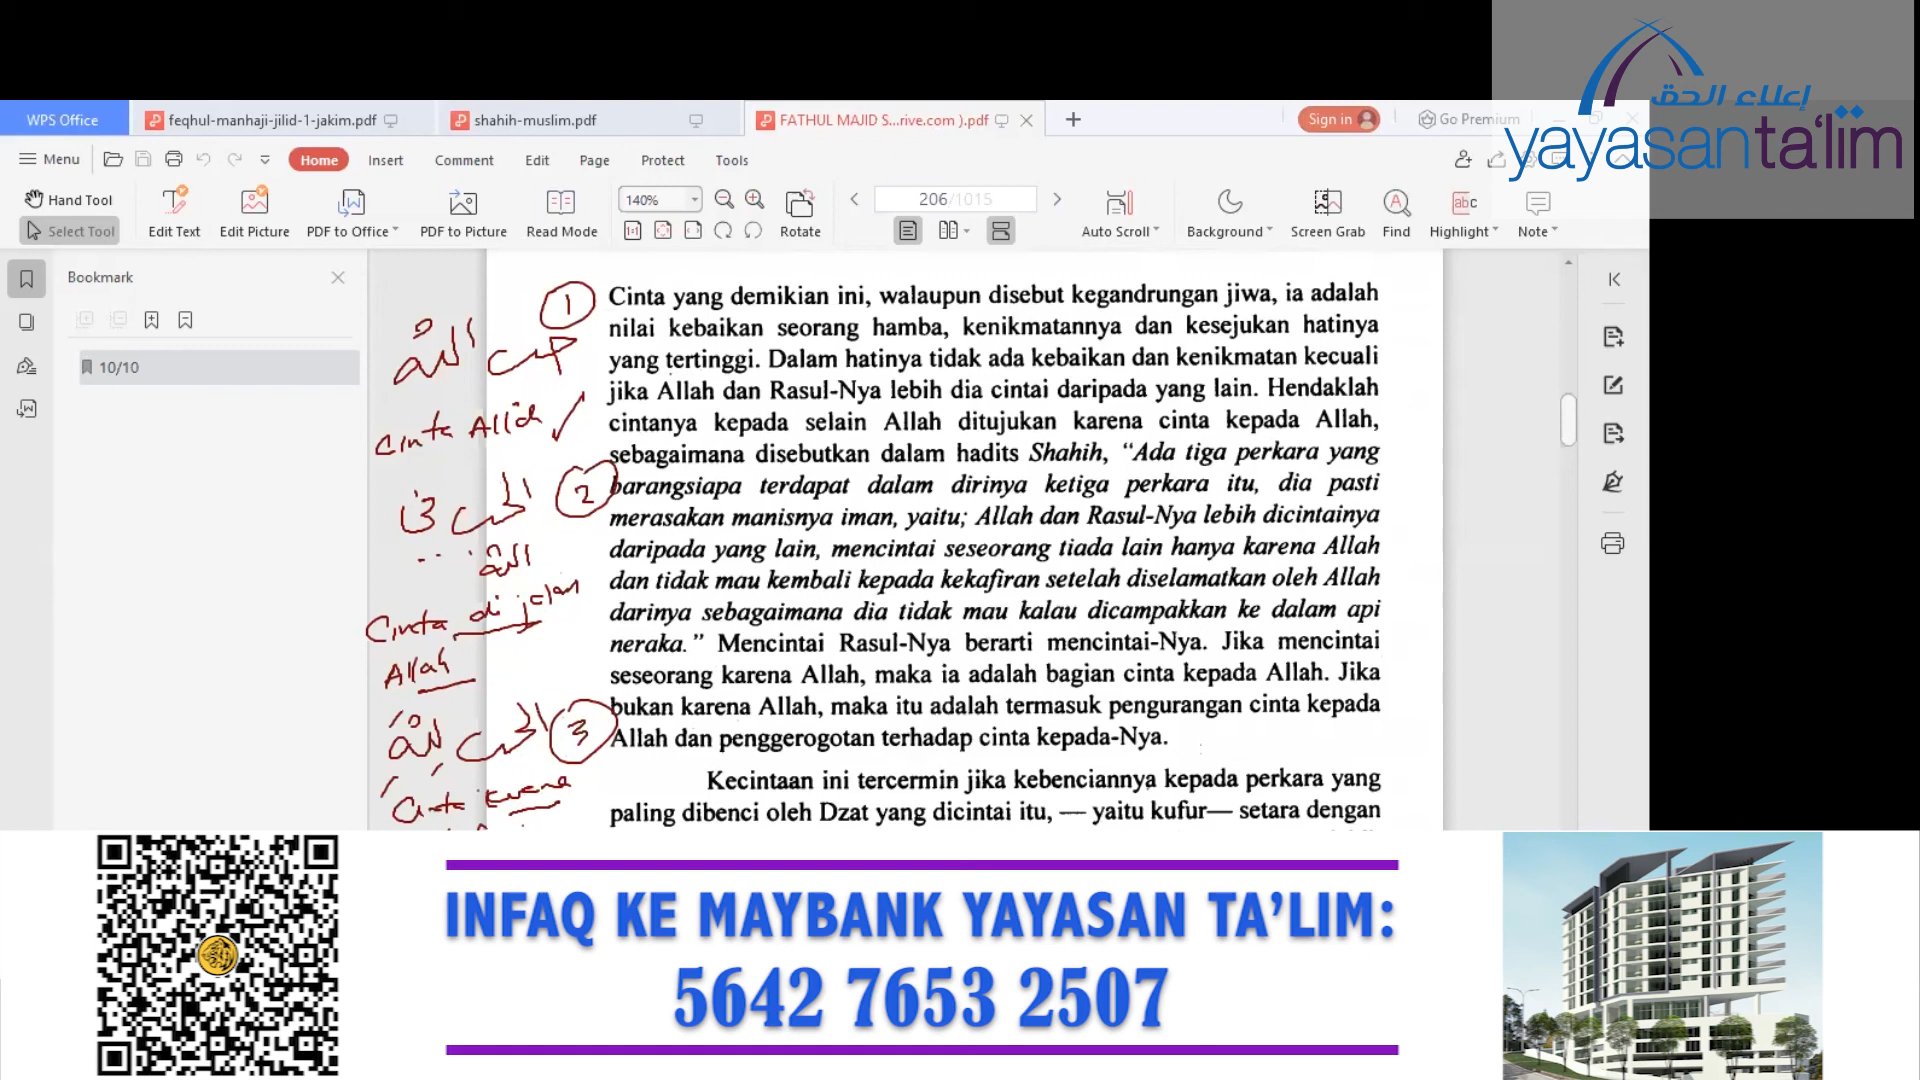 إعلاء الحق
yayasanta'lim
WPS Office
feqhul-manhaji-jilid-1-jakim.pdf
shahih-muslim.pdf
FATHUL MAJID S...rive.com ).pdf
Sign in
Go Premium
Menu
Home
Insert
Comment
Edit
Page
Protect
Tools
Hand Tool
Select Tool
Edit Text
Edit Picture
PDF to Office
PDF to Picture
Read Mode
140%
Rotate
206/1015
Auto Scroll
Background
Screen Grab
Find
Highlight
Note
Bookmark
10/10
1
حب الله
Cinta Allah
2
الحب في
الله
Cinta di jalan
Allah
3
الحب لله
Cinta kerana
Cinta yang demikian ini, walaupun disebut kegandrungan jiwa, ia adalah
nilai kebaikan seorang hamba, kenikmatannya dan kesejukan hatinya
yang tertinggi. Dalam hatinya tidak ada kebaikan dan kenikmatan kecuali
jika Allah dan Rasul-Nya lebih dia cintai daripada yang lain. Hendaklah
cintanya kepada selain Allah ditujukan karena cinta kepada Allah,
sebagaimana disebutkan dalam hadits Shahih, “Ada tiga perkara yang
barangsiapa terdapat dalam dirinya ketiga perkara itu, dia pasti
merasakan manisnya iman, yaitu; Allah dan Rasul-Nya lebih dicintainya
daripada yang lain, mencintai seseorang tiada lain hanya karena Allah
dan tidak mau kembali kepada kekafiran setelah diselamatkan oleh Allah
darinya sebagaimana dia tidak mau kalau dicampakkan ke dalam api
neraka.” Mencintai Rasul-Nya berarti mencintai-Nya. Jika mencintai
seseorang karena Allah, maka ia adalah bagian cinta kepada Allah. Jika
bukan karena Allah, maka itu adalah termasuk pengurangan cinta kepada
Allah dan penggerogotan terhadap cinta kepada-Nya.
Kecintaan ini tercermin jika kebenciannya kepada perkara yang
paling dibenci oleh Dzat yang dicintai itu, — yaitu kufur— setara dengan
INFAQ KE MAYBANK YAYASAN TA’LIM:
5642 7653 2507